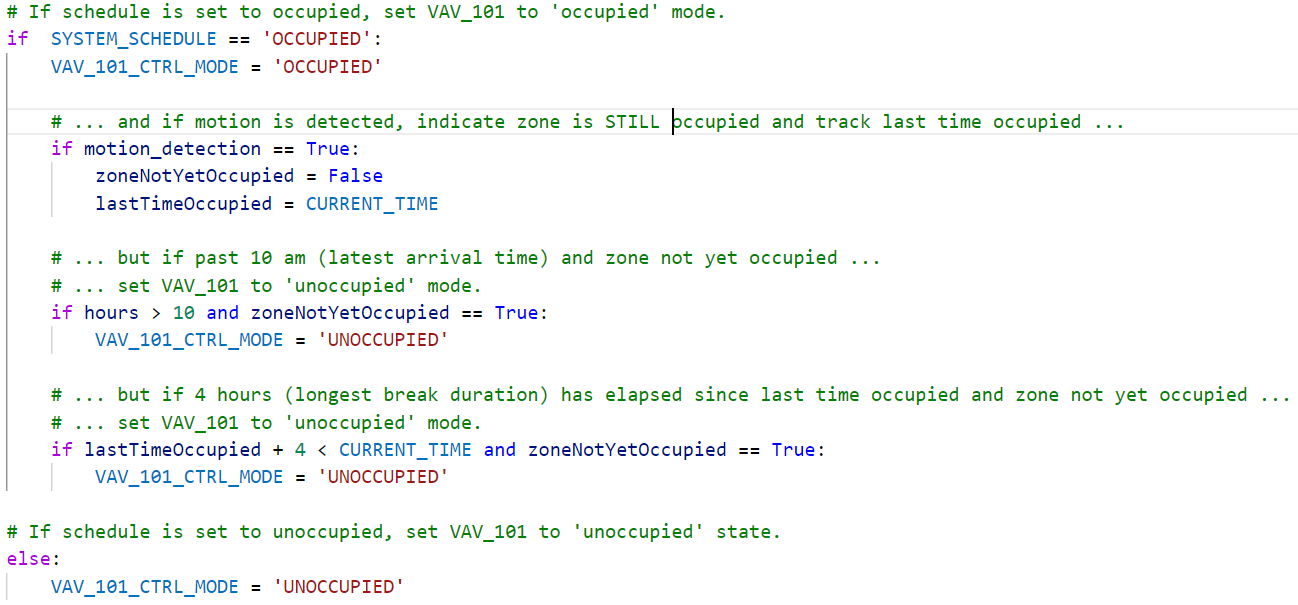 # If schedule is set to occupied, set VAV_101 to 'occupied' mode.
if  SYSTEM_SCHEDULE == 'OCCUPIED':
    VAV_101_CTRL_MODE = 'OCCUPIED'

    # ... and if motion is detected, indicate zone is STILL occupied and track last time occupied ...
    if motion_detection == True:
        zoneNotYetOccupied = False
        lastTimeOccupied = CURRENT_TIME

    # ... but if past 10 am (latest arrival time) and zone not yet occupied ...
    # ... set VAV_101 to 'unoccupied' mode.
    if hours > 10 and zoneNotYetOccupied == True:
        VAV_101_CTRL_MODE = 'UNOCCUPIED'

    # ... but if 4 hours (longest break duration) has elapsed since last time occupied and zone not yet occupied ...
    # ... set VAV_101 to 'unoccupied' mode.
    if lastTimeOccupied + 4 < CURRENT_TIME and zoneNotYetOccupied == True:
        VAV_101_CTRL_MODE = 'UNOCCUPIED'

# If schedule is set to unoccupied, set VAV_101 to 'unoccupied' state.
else:
    VAV_101_CTRL_MODE = 'UNOCCUPIED'